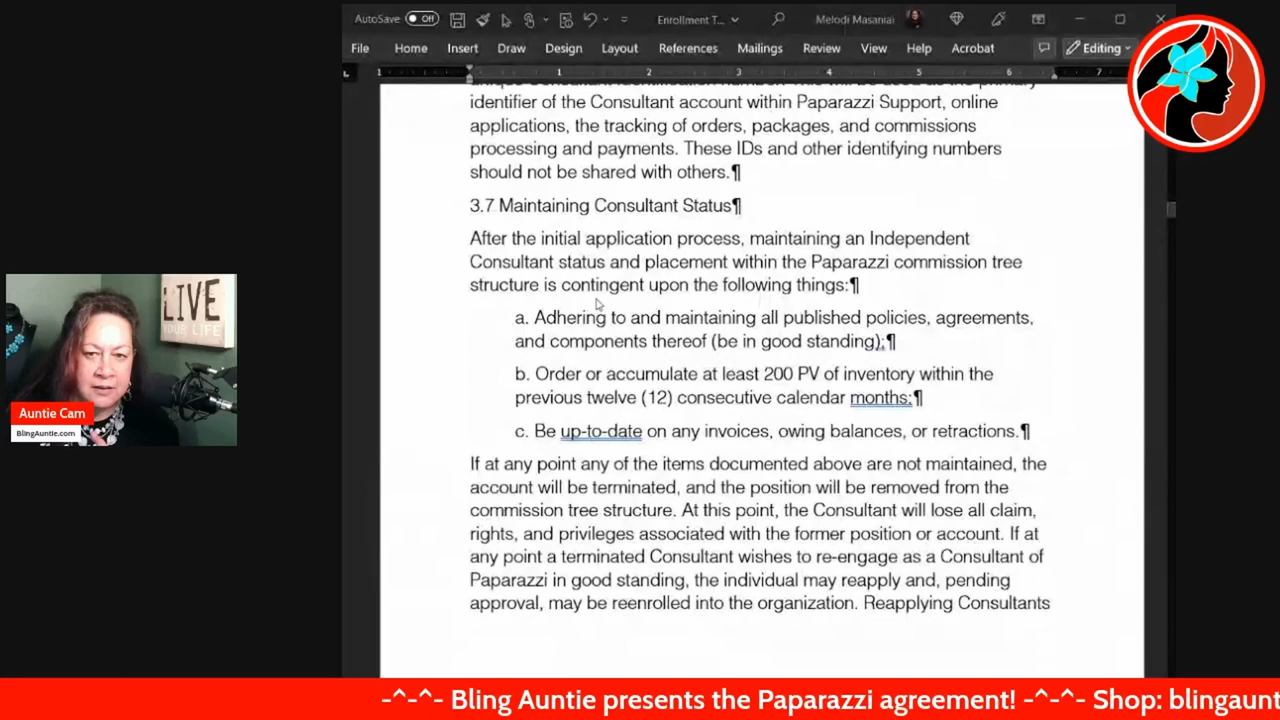 AutoSave Off Enrollment T... Melodi Masaniai
File Home Insert Draw Design Layout References Mailings Review View Help Acrobat Editing
1 1 2 3 4 5 6 7
identifier of the Consultant account within Paparazzi Support, online
applications, the tracking of orders, packages, and commissions
processing and payments. These IDs and other identifying numbers
should not be shared with others.¶
3.7 Maintaining Consultant Status¶
After the initial application process, maintaining an Independent
Consultant status and placement within the Paparazzi commission tree
structure is contingent upon the following things:¶
a. Adhering to and maintaining all published policies, agreements,
and components thereof (be in good standing);¶
b. Order or accumulate at least 200 PV of inventory within the
previous twelve (12) consecutive calendar months;¶
c. Be up-to-date on any invoices, owing balances, or retractions.¶
If at any point any of the items documented above are not maintained, the
account will be terminated, and the position will be removed from the
commission tree structure. At this point, the Consultant will lose all claim,
rights, and privileges associated with the former position or account. If at
any point a terminated Consultant wishes to re-engage as a Consultant of
Paparazzi in good standing, the individual may reapply and, pending
approval, may be reenrolled into the organization. Reapplying Consultants
LIVE
YOUR LIFE
Auntie Cam
BlingAuntie.com
-^-^- Bling Auntie presents the Paparazzi agreement! -^-^- Shop: blingaunt